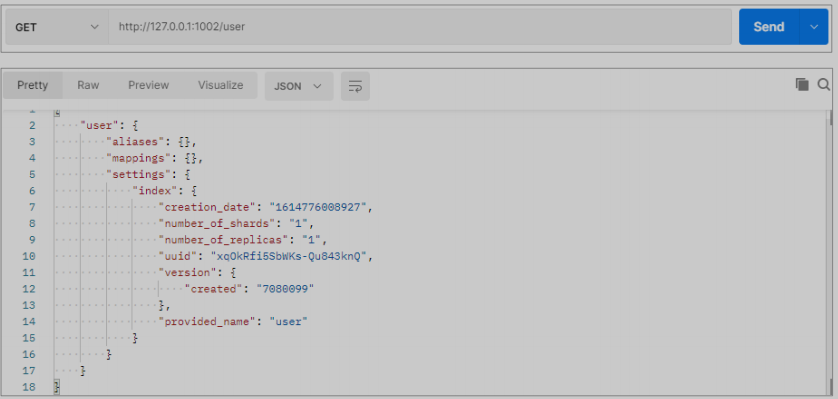 GET http://127.0.0.1:1002/user Send
Pretty Raw Preview Visualize JSON
1 {
2 "user": {
3 "aliases": {},
4 "mappings": {},
5 "settings": {
6 "index": {
7 "creation_date": "1614776008927",
8 "number_of_shards": "1",
9 "number_of_replicas": "1",
10 "uuid": "xqOkRfi5SbWKs-Qu843knQ",
11 "version": {
12 "created": "7080099"
13 },
14 "provided_name": "user"
15 }
16 }
17 }
18 }